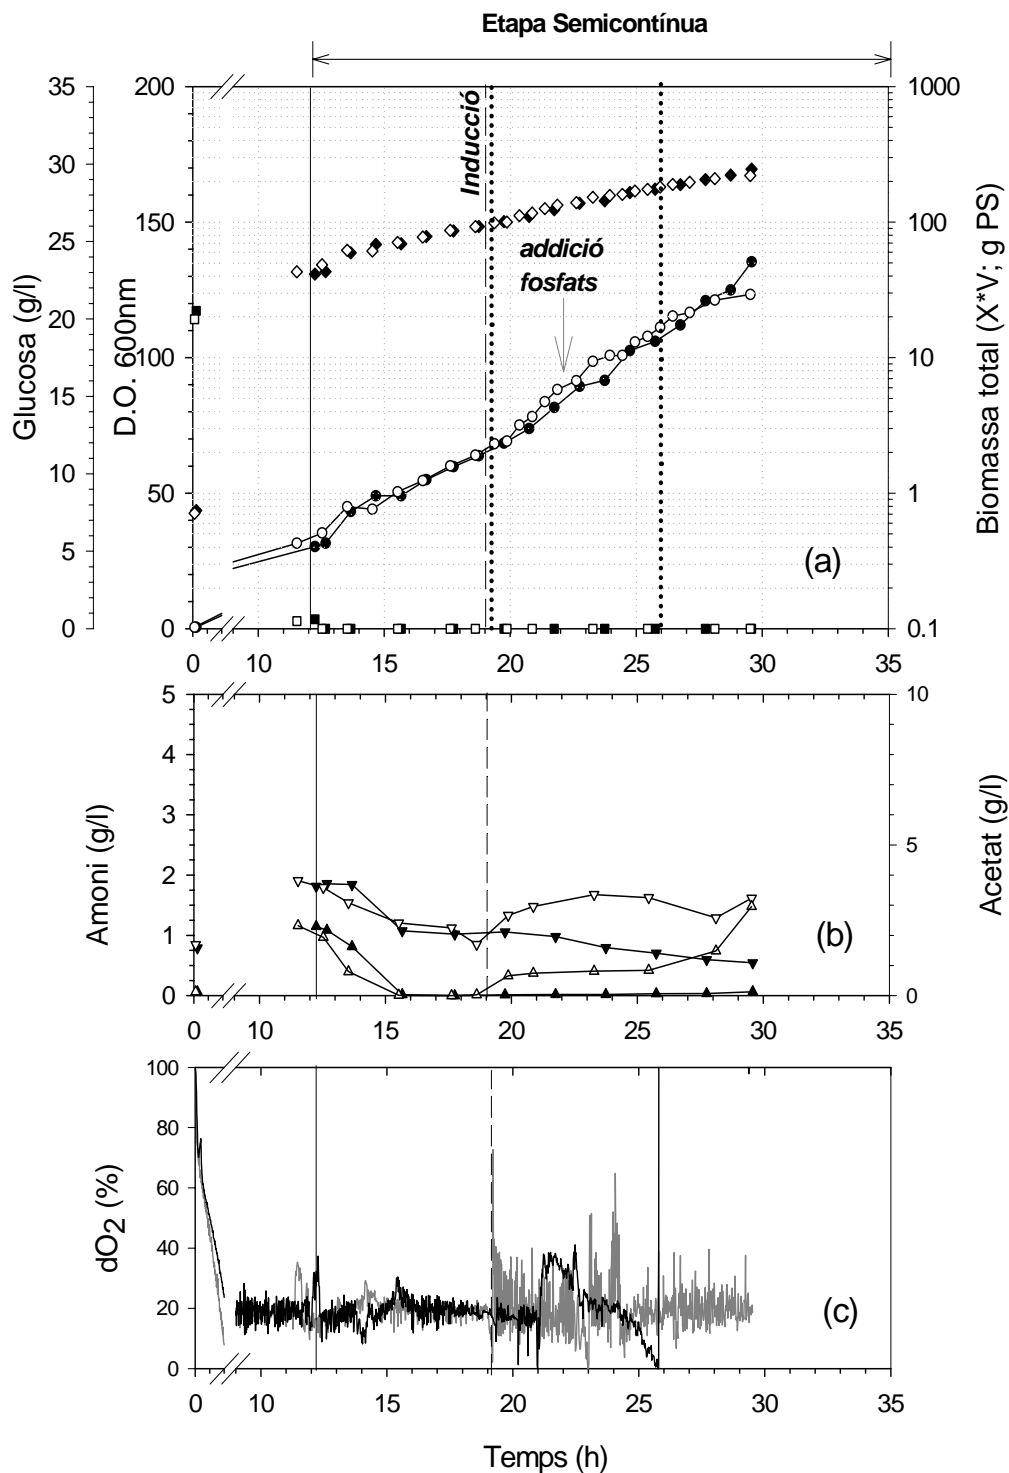 Etapa Semicontínua
35
30
25
20
15
10
5
0
Glucosa (g/l)
200
150
100
50
0
D.O. 600nm
Inducció
addició
fosfats
(a)
1000
100
10
1
0.1
Biomassa total (X*V; g PS)
0 10 15 20 25 30 35
5
4
3
2
1
0
Amoni (g/l)
(b)
10
5
0
Acetat (g/l)
0 10 15 20 25 30 35
100
80
60
40
20
0
dO2 (%)
(c)
0 10 15 20 25 30 35
Temps (h)